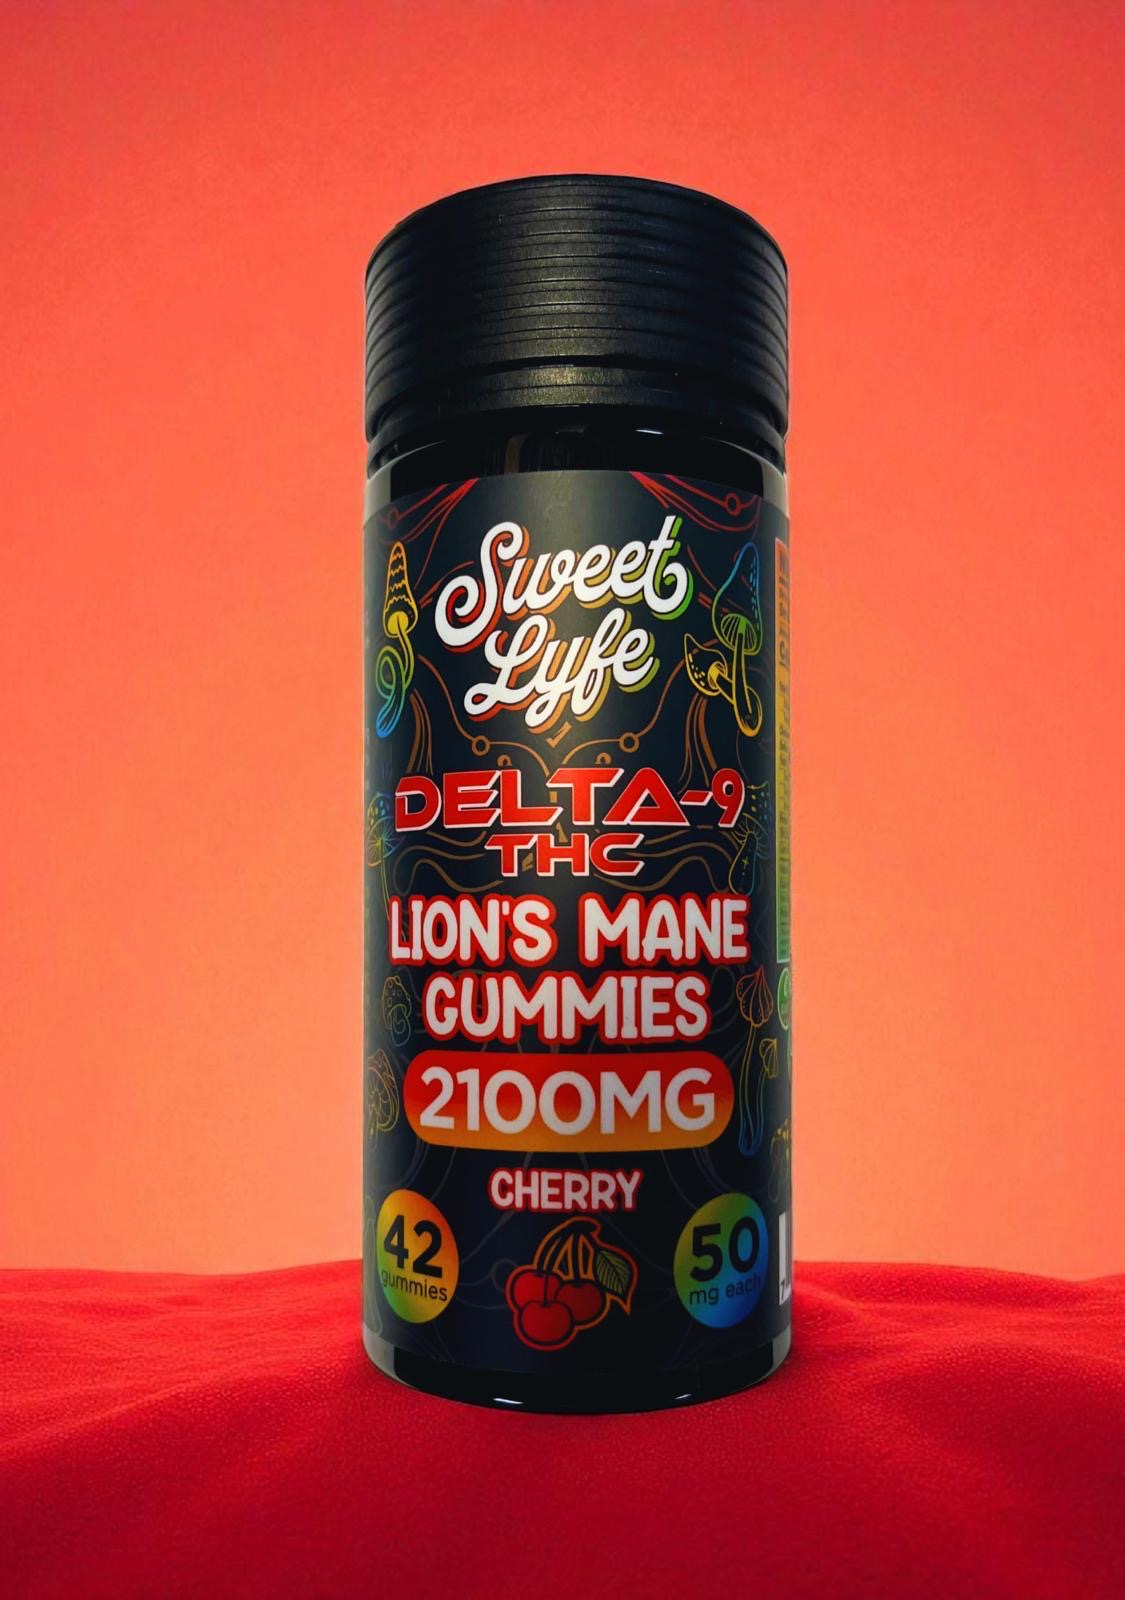 Sweet
Lyfe
DELTA-9
THC
LION'S MANE
GUMMIES
2100MG
CHERRY
42
gummies
50
mg each